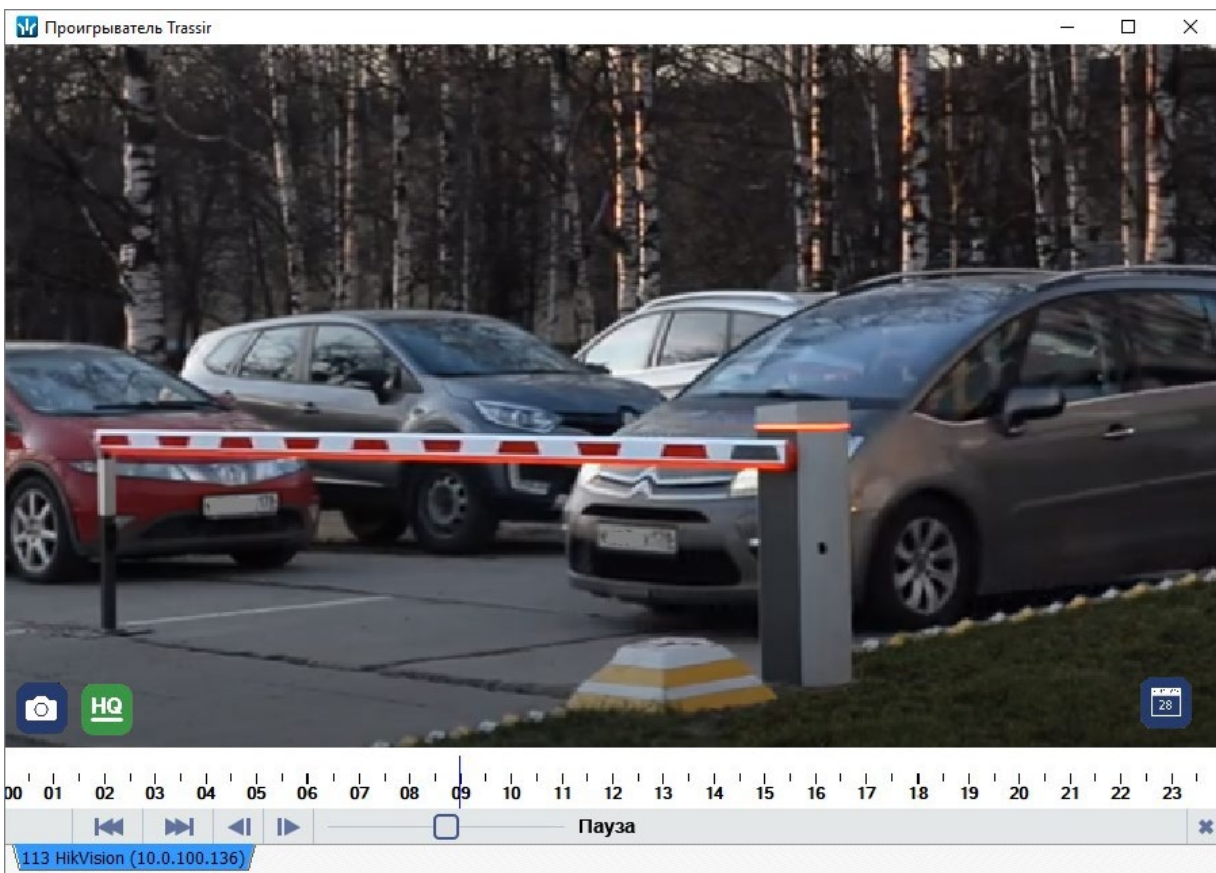 Проигрыватель Trassir
HQ
28
00 01 02 03 04 05 06 07 08 09 10 11 12 13 14 15 16 17 18 19 20 21 22 23
Пауза
113 HikVision (10.0.100.136)